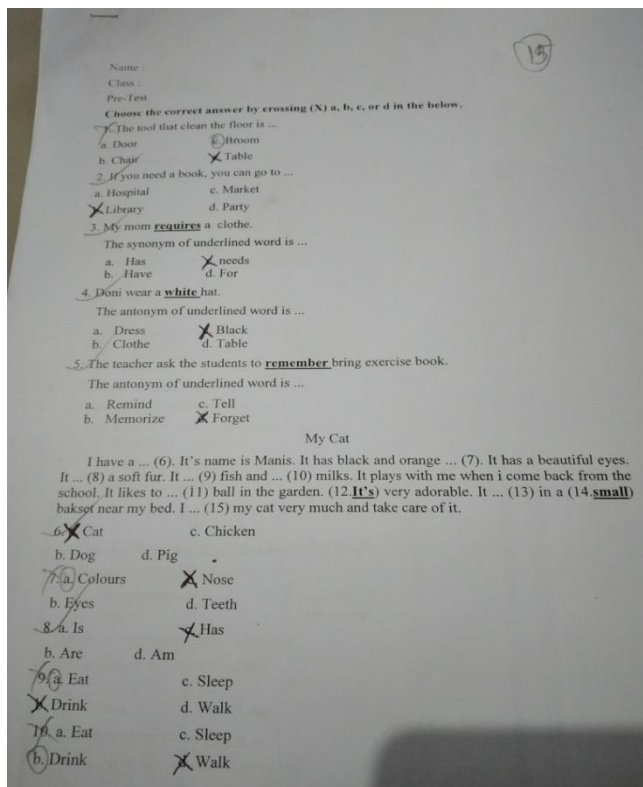 15
Name :
Class :
Pre-Test
Choose the correct answer by crossing (X) a, b, c, or d in the below.
1. The tool that clean the floor is ...
a. Door c. Broom
b. Chair d. Table
2. If you need a book, you can go to ...
a. Hospital c. Market
b. Library d. Party
3. My mom requires a clothe.
The synonym of underlined word is ...
a. Has c. needs
b. Have d. For
4. Doni wear a white hat.
The antonym of underlined word is ...
a. Dress c. Black
b. Clothe d. Table
5. The teacher ask the students to remember bring exercise book.
The antonym of underlined word is ...
a. Remind c. Tell
b. Memorize d. Forget
My Cat
I have a ... (6). It's name is Manis. It has black and orange ... (7). It has a beautiful eyes.
It ... (8) a soft fur. It ... (9) fish and ... (10) milks. It plays with me when i come back from the
school. It likes to ... (11) ball in the garden. (12.It's) very adorable. It ... (13) in a (14.small)
bakset near my bed. I ... (15) my cat very much and take care of it.
6. a. Cat c. Chicken
b. Dog d. Pig
7. a. Colours c. Nose
b. Eyes d. Teeth
8. a. Is c. Has
b. Are d. Am
9. a. Eat c. Sleep
b. Drink d. Walk
10. a. Eat c. Sleep
b. Drink d. Walk